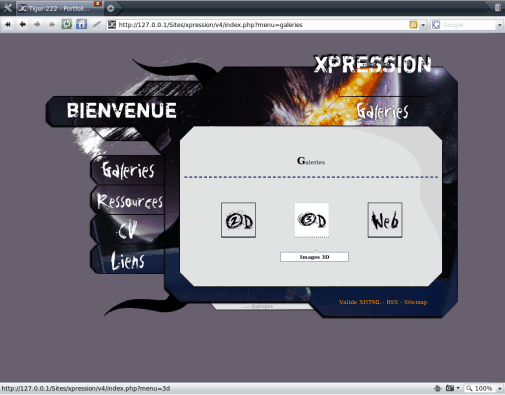 Tiger-222 - Portfoli...
http://127.0.0.1/Sites/xpression/v4/index.php?menu=galeries
Google
XPRESSION
BIENVENUE
Galeries
Galeries
Galeries
Ressources
CV
Liens
2D
3D
Web
Images 3D
Valide XHTML - RSS - Sitemap
http://127.0.0.1/Sites/xpression/v4/index.php?menu=3d
100%